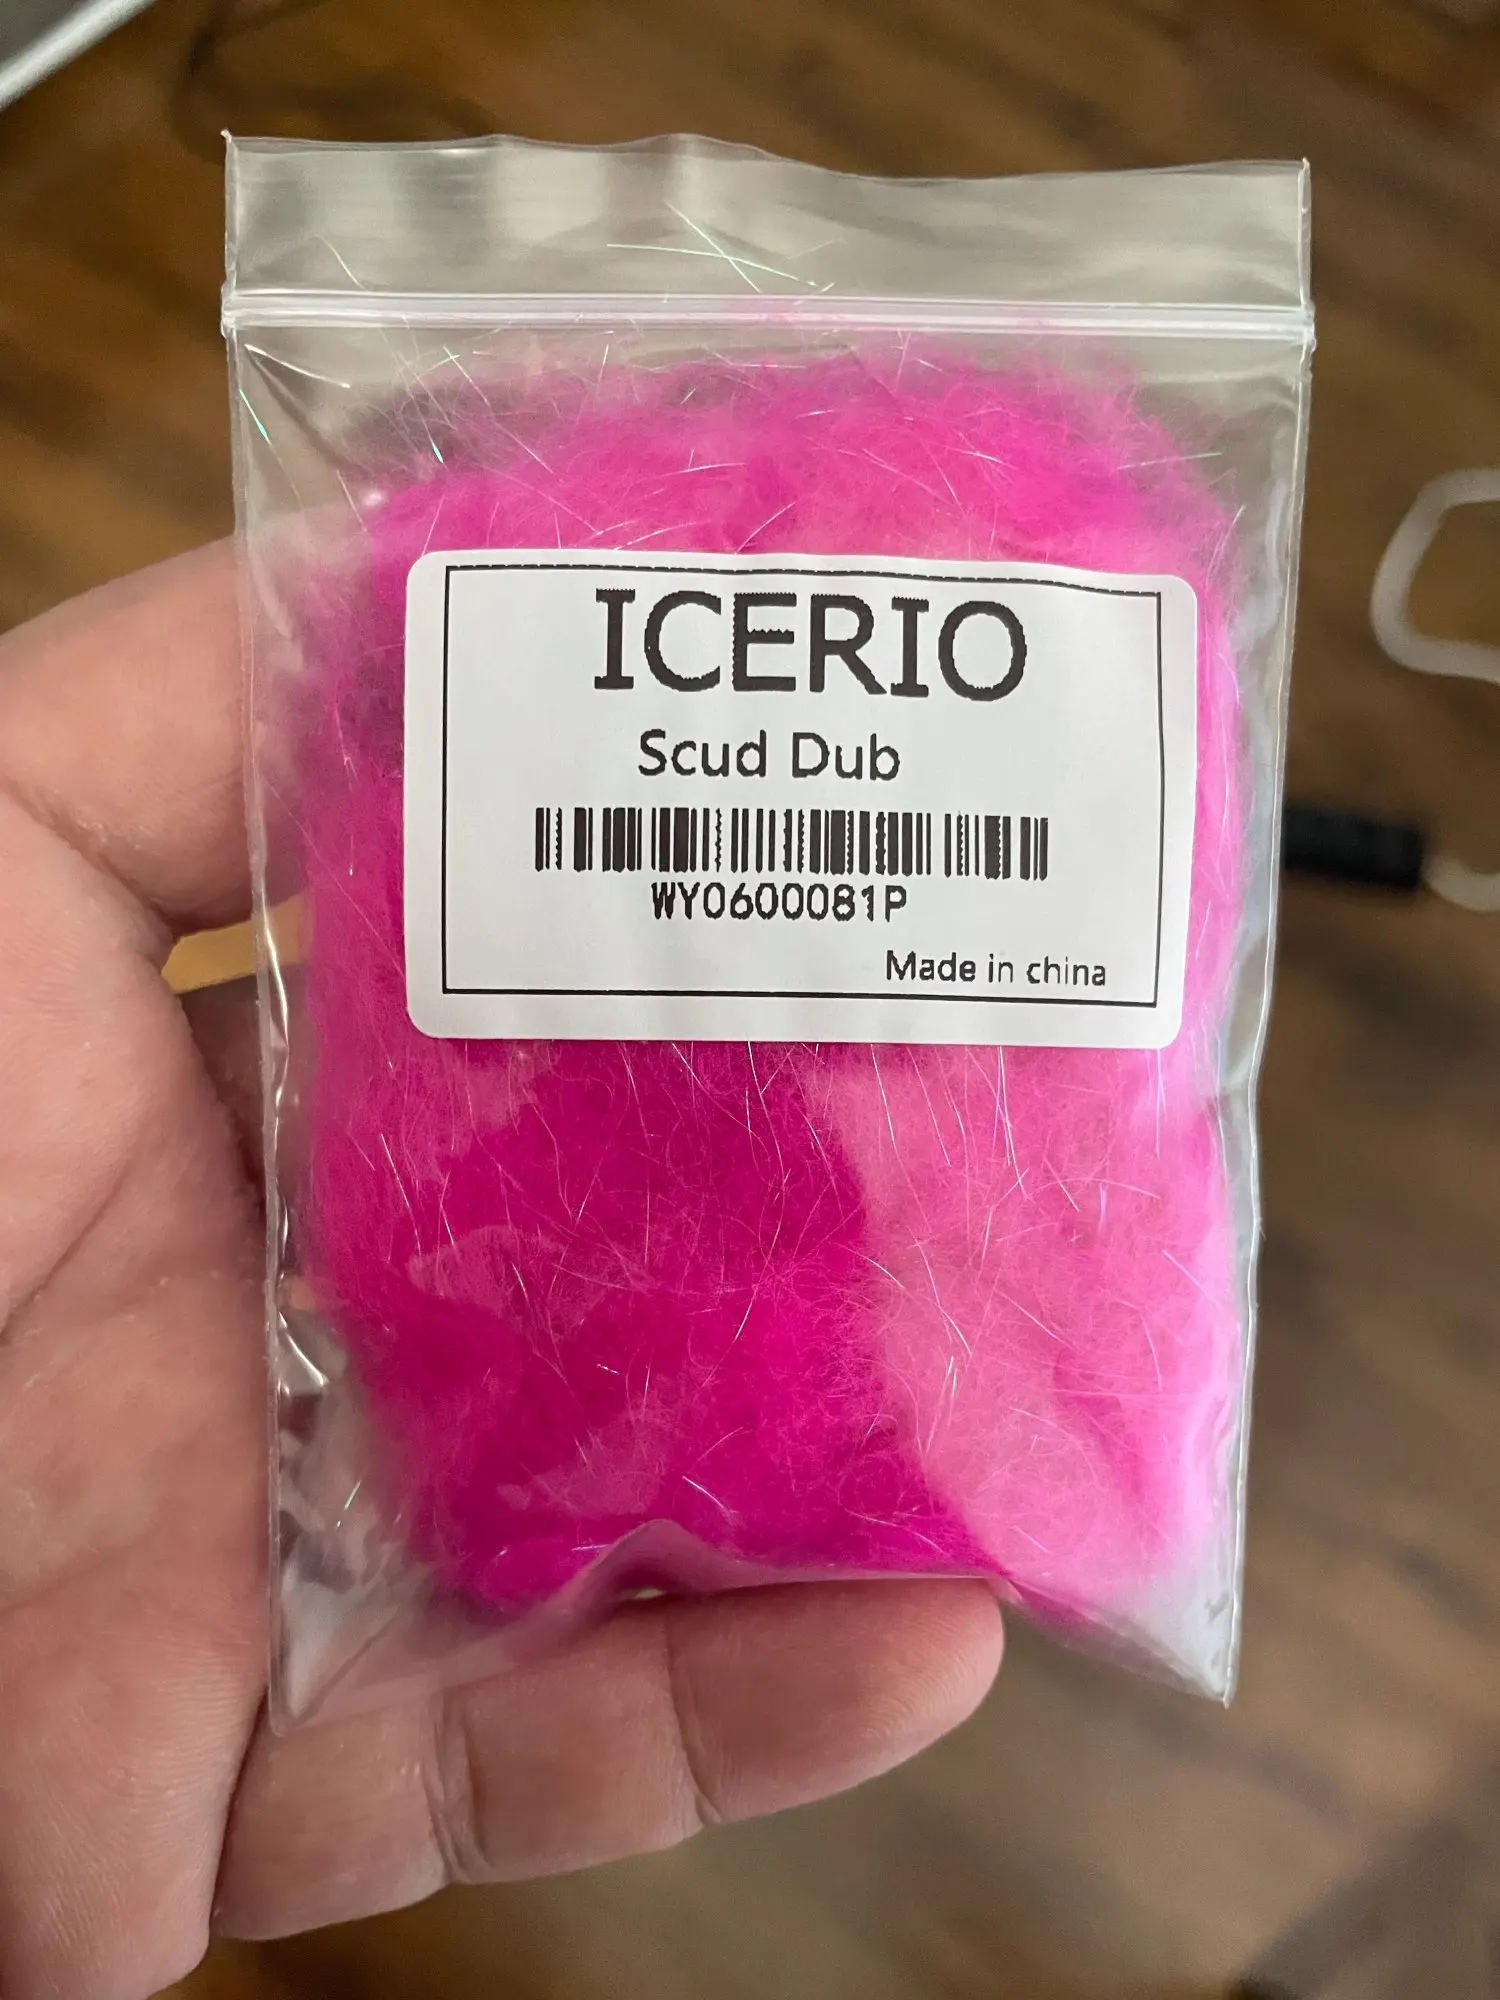 ICERIO
Scud Dub
WY0600081P
Made in china